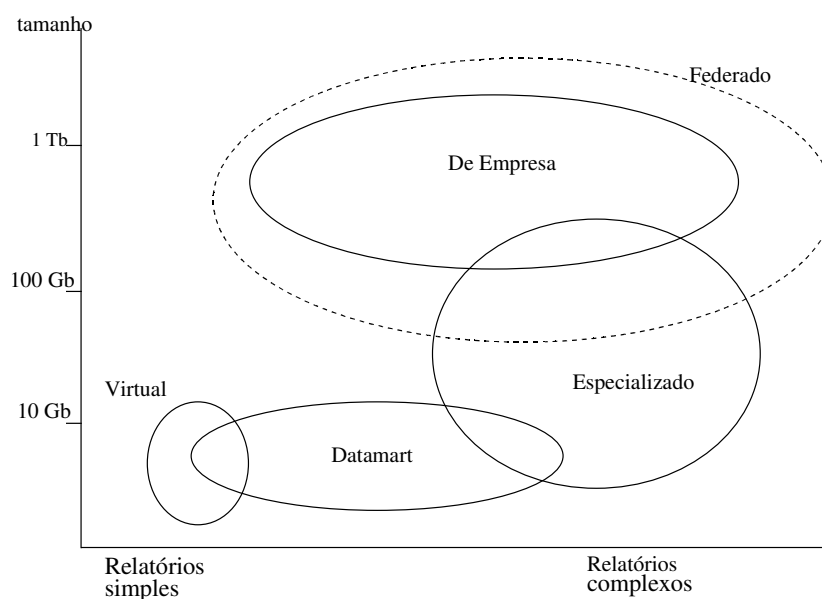 tamanho
Federado
1 Tb
De Empresa
100 Gb
Especializado
Virtual
10 Gb
Datamart
Relatórios
simples
Relatórios
complexos